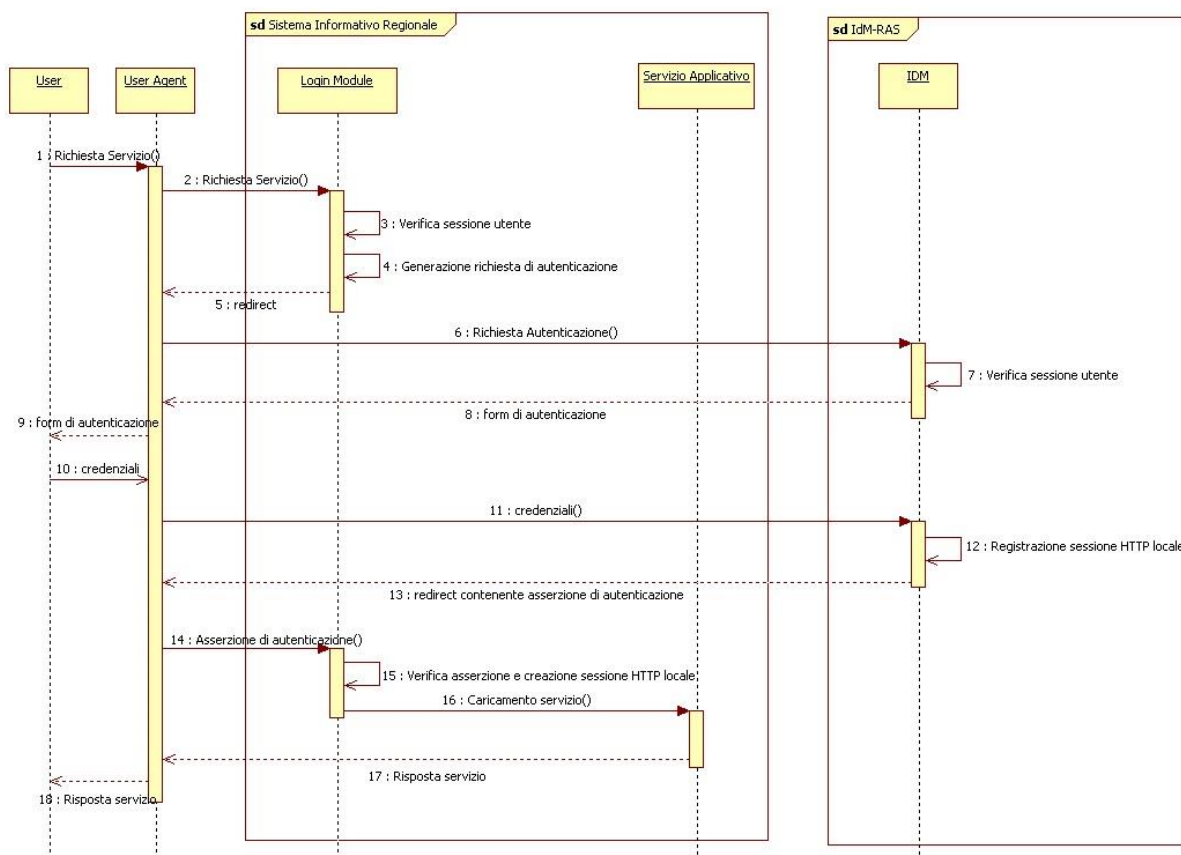 sd Sistema Informativo Regionale
sd IdM-RAS
User
User Agent
Login Module
Servizio Applicativo
IDM
1 : Richiesta Servizio()
2 : Richiesta Servizio()
3 : Verifica sessione utente
4 : Generazione richiesta di autenticazione
5 : redirect
6 : Richiesta Autenticazione()
7 : Verifica sessione utente
8 : form di autenticazione
9 : form di autenticazione
10 : credenziali
11 : credenziali()
12 : Registrazione sessione HTTP locale
13 : redirect contenente asserzione di autenticazione
14 : Asserzione di autenticazione()
15 : Verifica asserzione e creazione sessione HTTP locale
16 : Caricamento servizio()
17 : Risposta servizio
18 : Risposta servizio